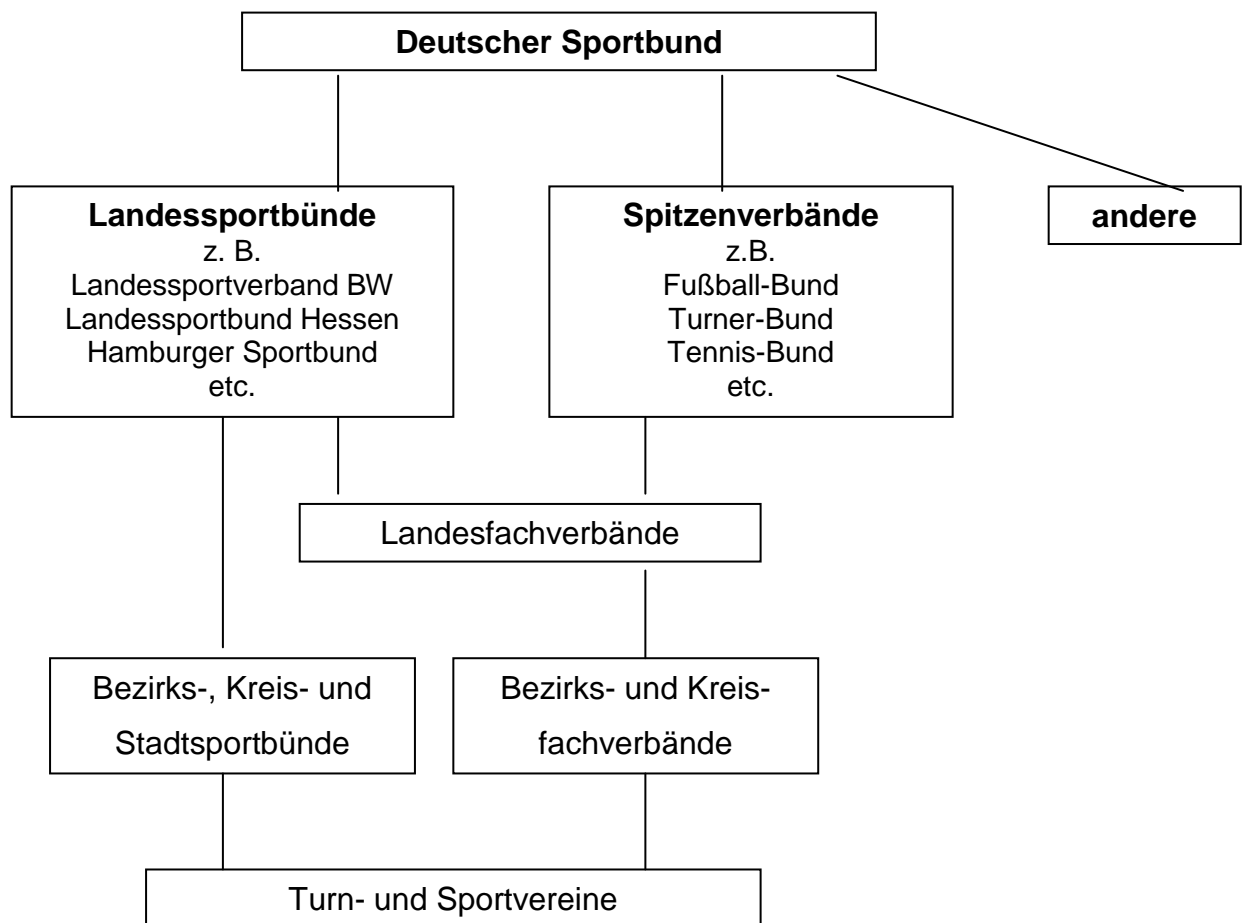 Deutscher Sportbund
Landessportbünde
z. B.
Landessportverband BW
Landessportbund Hessen
Hamburger Sportbund
etc.
Spitzenverbände
z.B.
Fußball-Bund
Turner-Bund
Tennis-Bund
etc.
andere
Landesfachverbände
Bezirks-, Kreis- und
Stadtsportbünde
Bezirks- und Kreis-
fachverbände
Turn- und Sportvereine